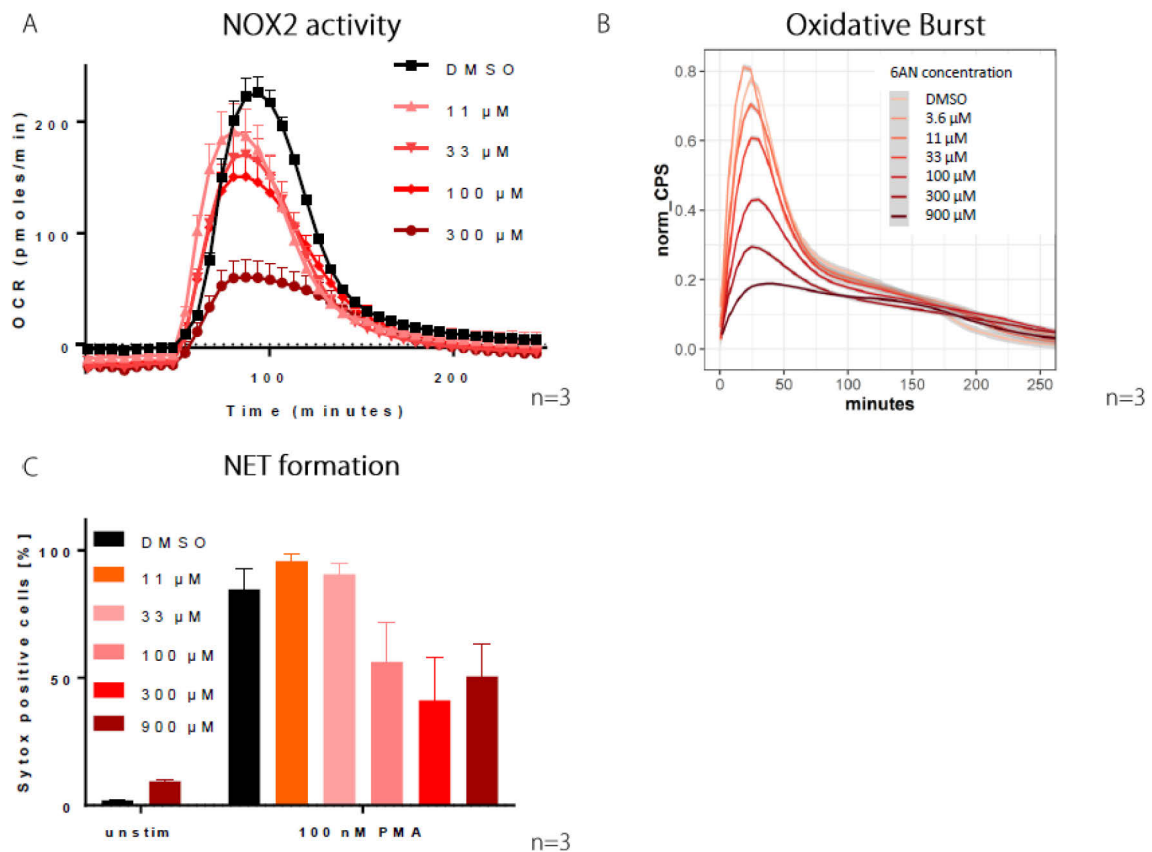 A
NOX2 activity
OCR (pmoles/min)
200
100
0
DMSO
11 µM
33 µM
100 µM
300 µM
100
200
Time (minutes)
n=3
B
Oxidative Burst
norm_CPS
0.8
0.6
0.4
0.2
0.0
6AN concentration
DMSO
3.6 µM
11 µM
33 µM
100 µM
300 µM
900 µM
0
50
100
150
200
250
minutes
n=3
C
NET formation
Sytox positive cells [%]
100
50
0
DMSO
11 µM
33 µM
100 µM
300 µM
900 µM
unstim
100 nM PMA
n=3